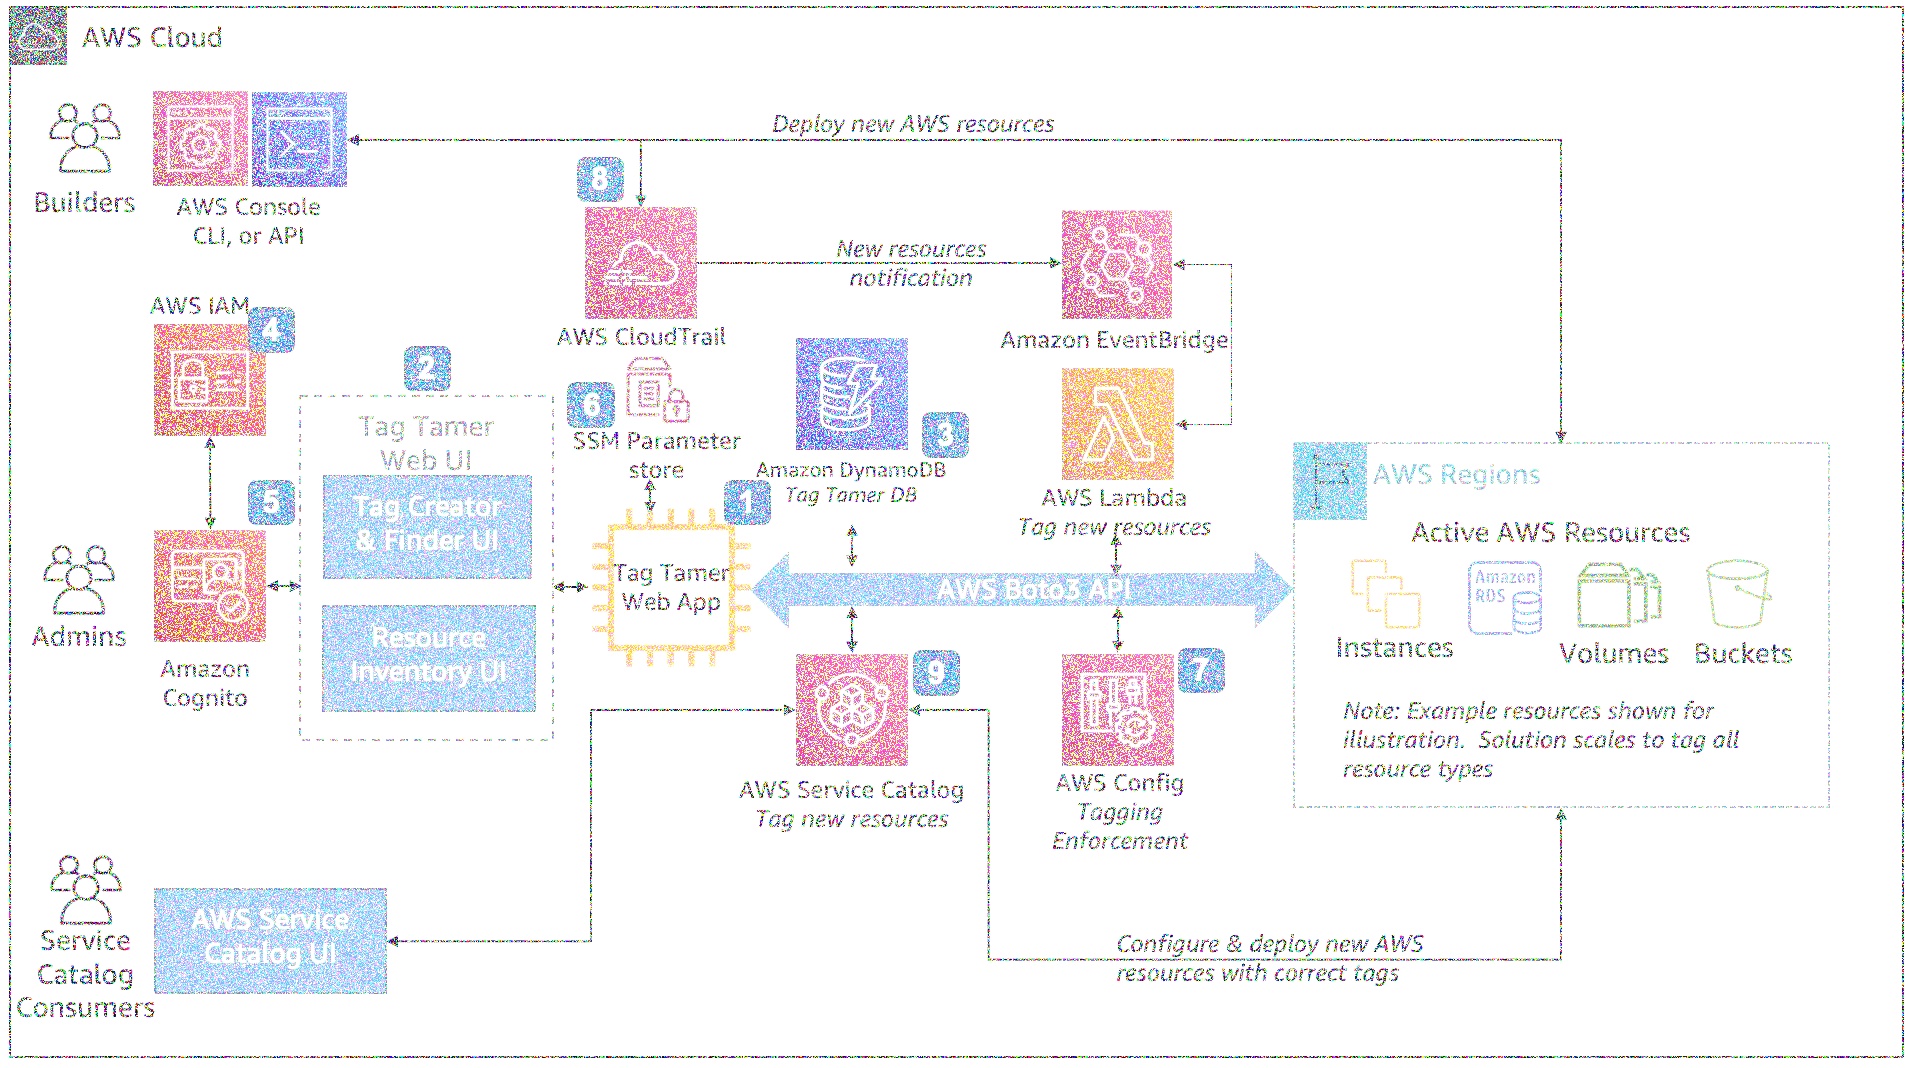 AWS Cloud
Builders
AWS Console
CLI, or API
Deploy new AWS resources
8
AWS CloudTrail
New resources
notification
Amazon EventBridge
AWS IAM
4
2
Tag Tamer
Web UI
Tag Creator
& Finder UI
Resource
Inventory UI
5
Admins
Amazon
Cognito
6
SSM Parameter
store
1
Tag Tamer
Web App
3
Amazon DynamoDB
Tag Tamer DB
AWS Lambda
Tag new resources
AWS Boto3 API
9
AWS Service Catalog
Tag new resources
7
AWS Config
Tagging
Enforcement
AWS Regions
Active AWS Resources
Instances
Amazon
RDS
Volumes
Buckets
Note: Example resources shown for
illustration. Solution scales to tag all
resource types
Service
Catalog
Consumers
AWS Service
Catalog UI
Configure & deploy new AWS
resources with correct tags